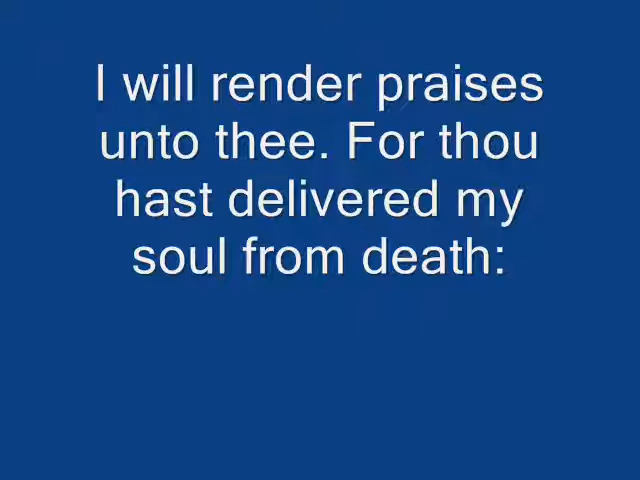 I will render praises
unto thee. For thou
hast delivered my
soul from death: